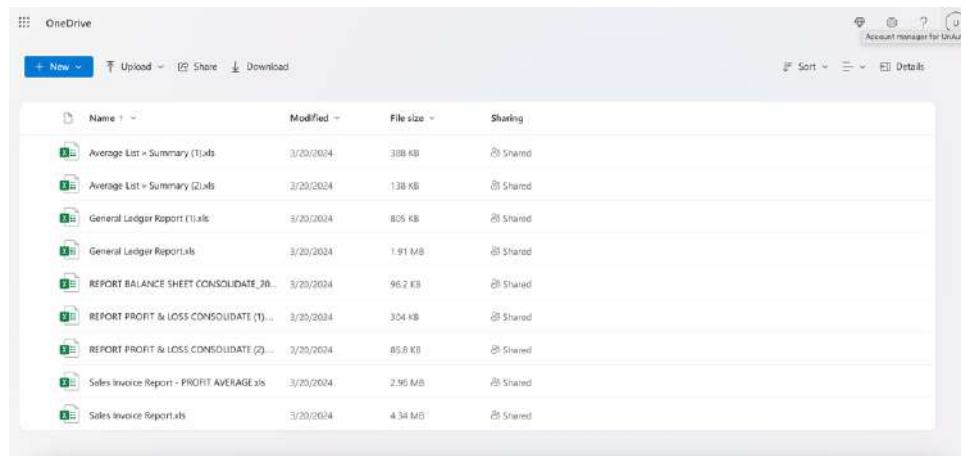 OneDrive
?
U
Account manager for UnAut
+ New
Upload
Share
Download
Sort
Details
Name ↑
Modified
File size
Sharing
Average List » Summary (1).xls 3/20/2024 388 KB Shared
Average List » Summary (2).xls 3/20/2024 138 KB Shared
General Ledger Report (1).xls 3/20/2024 805 KB Shared
General Ledger Report.xls 3/20/2024 1.91 MB Shared
REPORT BALANCE SHEET CONSOLIDATE_20... 3/20/2024 96.2 KB Shared
REPORT PROFIT & LOSS CONSOLIDATE (1).... 3/20/2024 304 KB Shared
REPORT PROFIT & LOSS CONSOLIDATE (2).... 3/20/2024 85.8 KB Shared
Sales Invoice Report - PROFIT AVERAGE.xls 3/20/2024 2.96 MB Shared
Sales Invoice Report.xls 3/20/2024 4.34 MB Shared